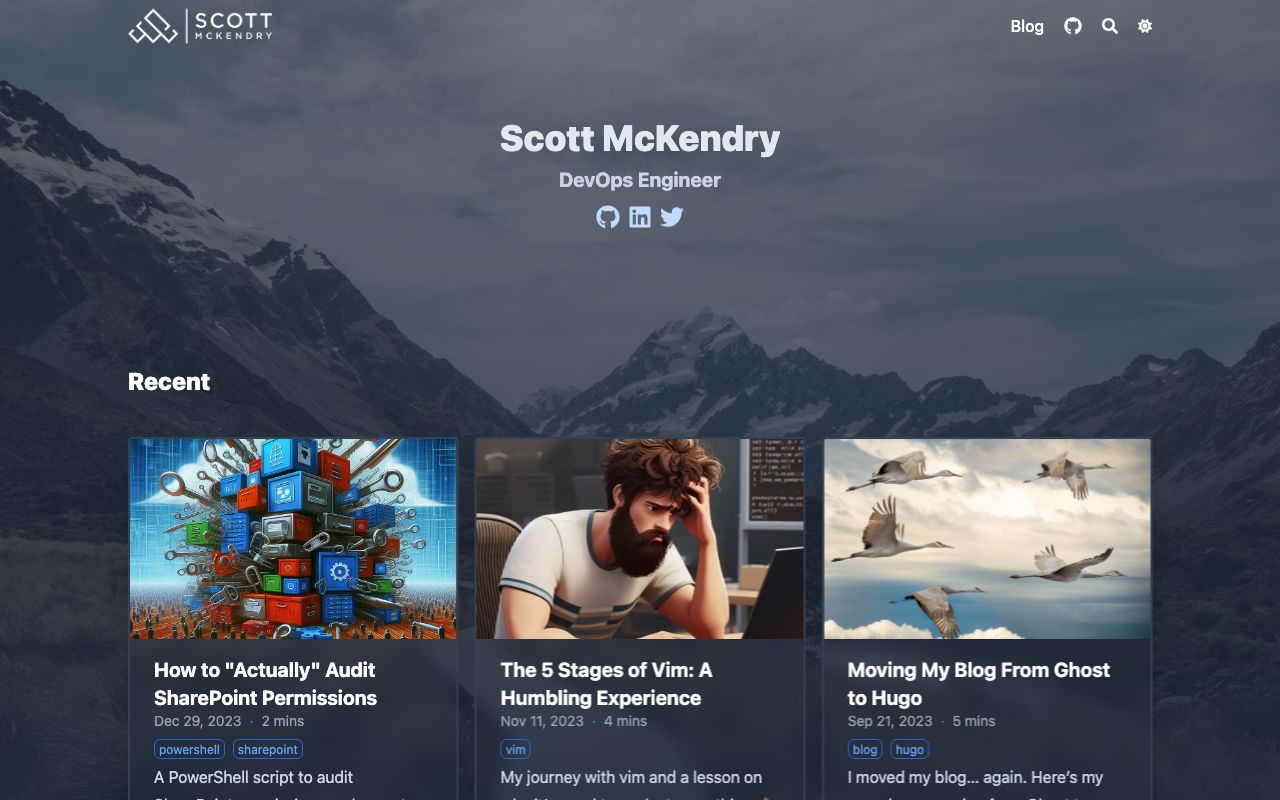 SCOTT
MCKENDRY
Blog
Scott McKendry
DevOps Engineer
Recent
How to "Actually" Audit
SharePoint Permissions
Dec 29, 2023 · 2 mins
powershell sharepoint
A PowerShell script to audit
The 5 Stages of Vim: A
Humbling Experience
Nov 11, 2023 · 4 mins
vim
My journey with vim and a lesson on
Moving My Blog From Ghost
to Hugo
Sep 21, 2023 · 5 mins
blog hugo
I moved my blog… again. Here’s my